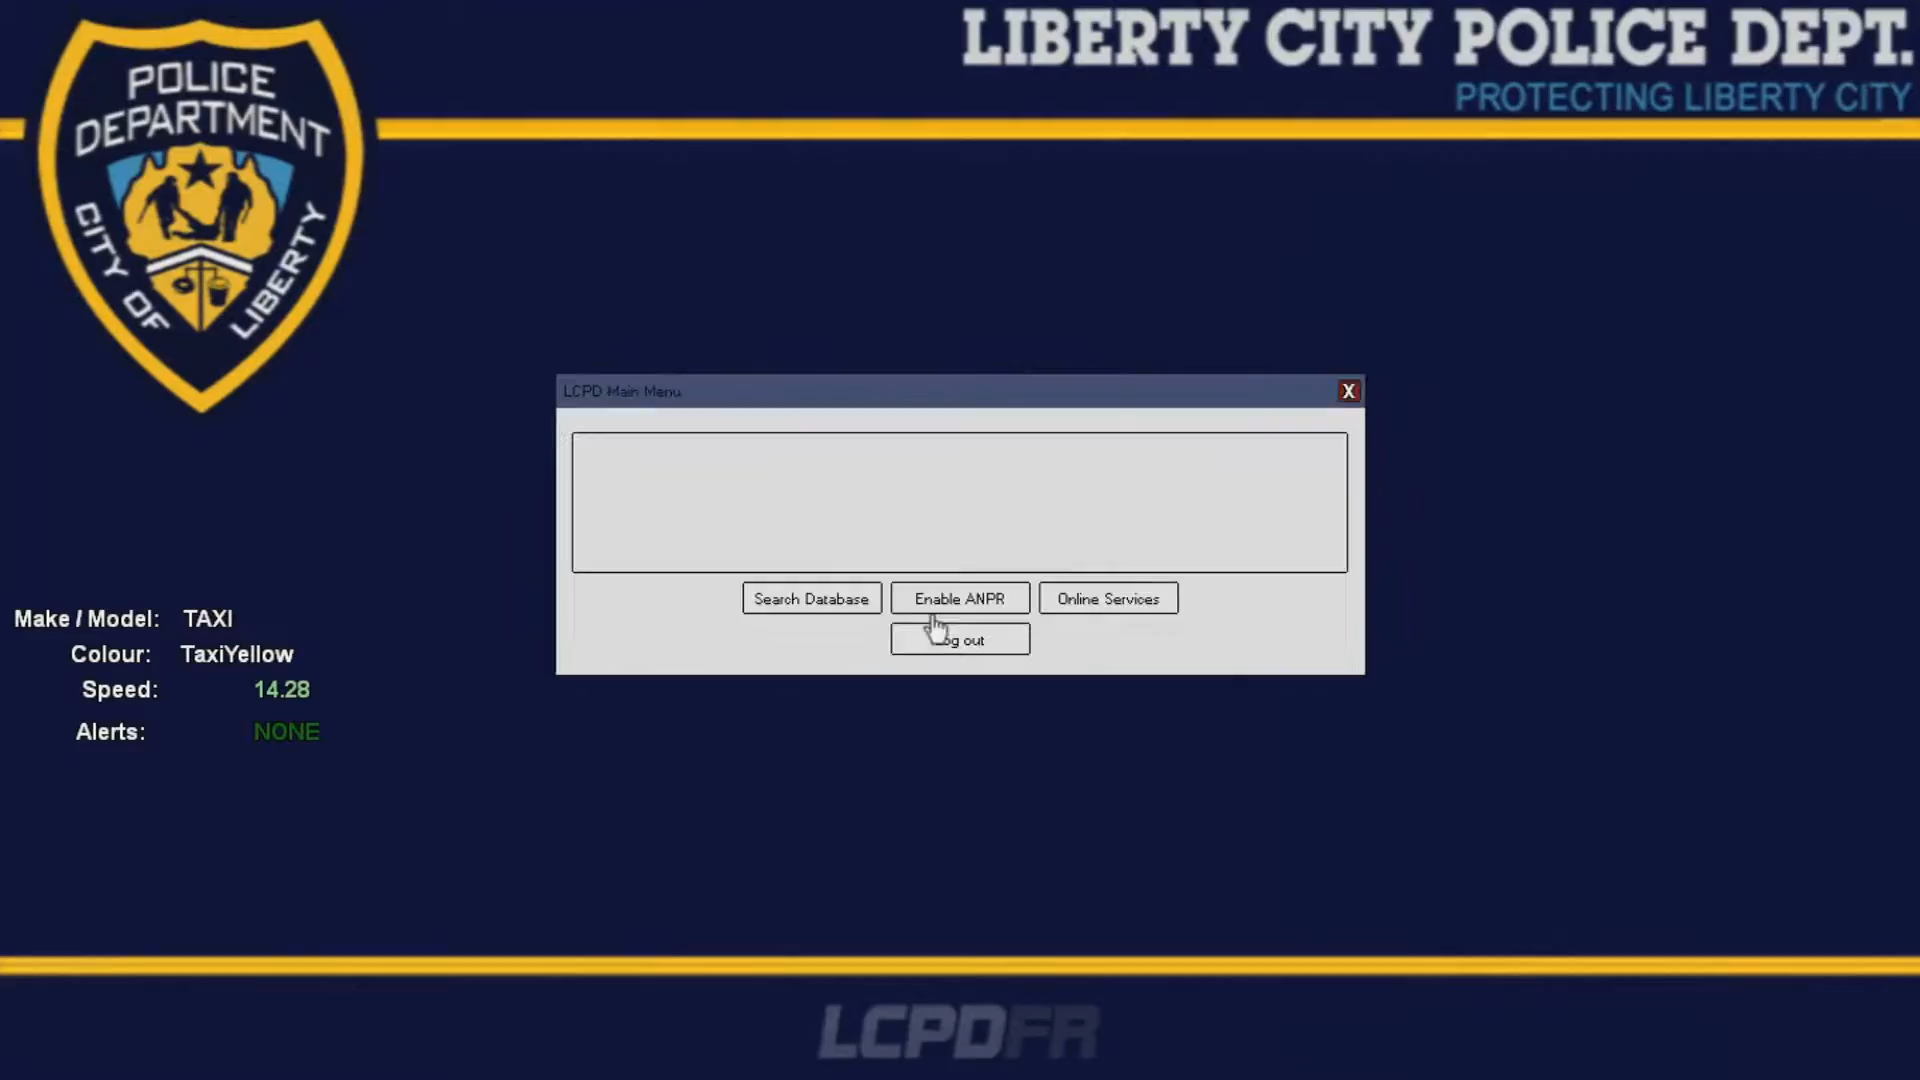 LIBERTY CITY POLICE DEPT.
PROTECTING LIBERTY CITY
POLICE
DEPARTMENT
CITY OF LIBERTY
LCPD Main Menu
X
Search Database
Enable ANPR
Online Services
og out
Make / Model: TAXI
Colour: TaxiYellow
Speed: 14.28
Alerts: NONE
LCPDFR